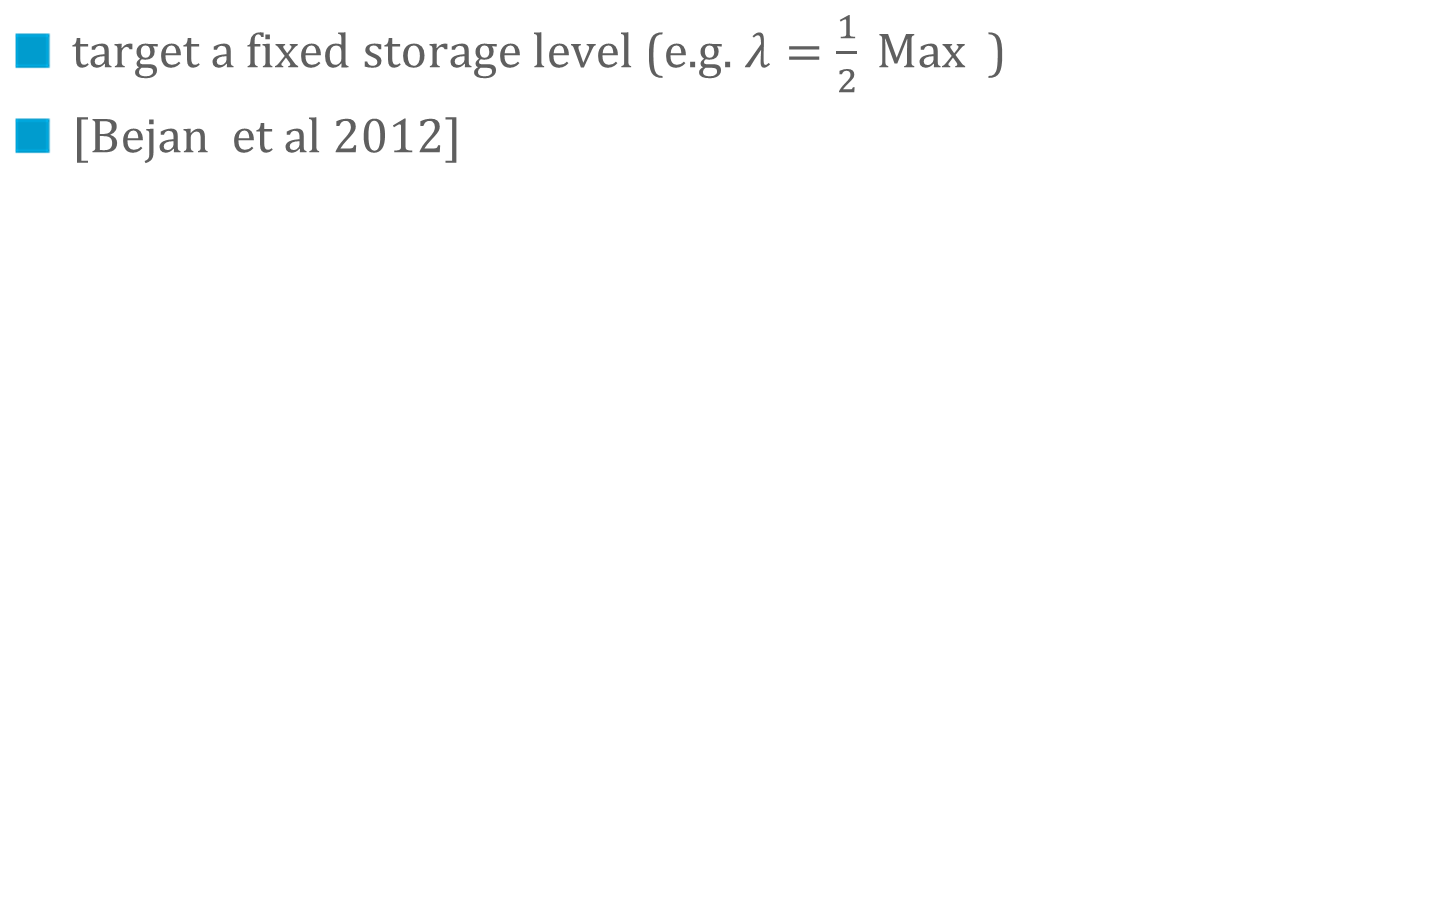 ■ target a fixed storage level (e.g. λ = 1/2 Max )
■ [Bejan et al 2012]